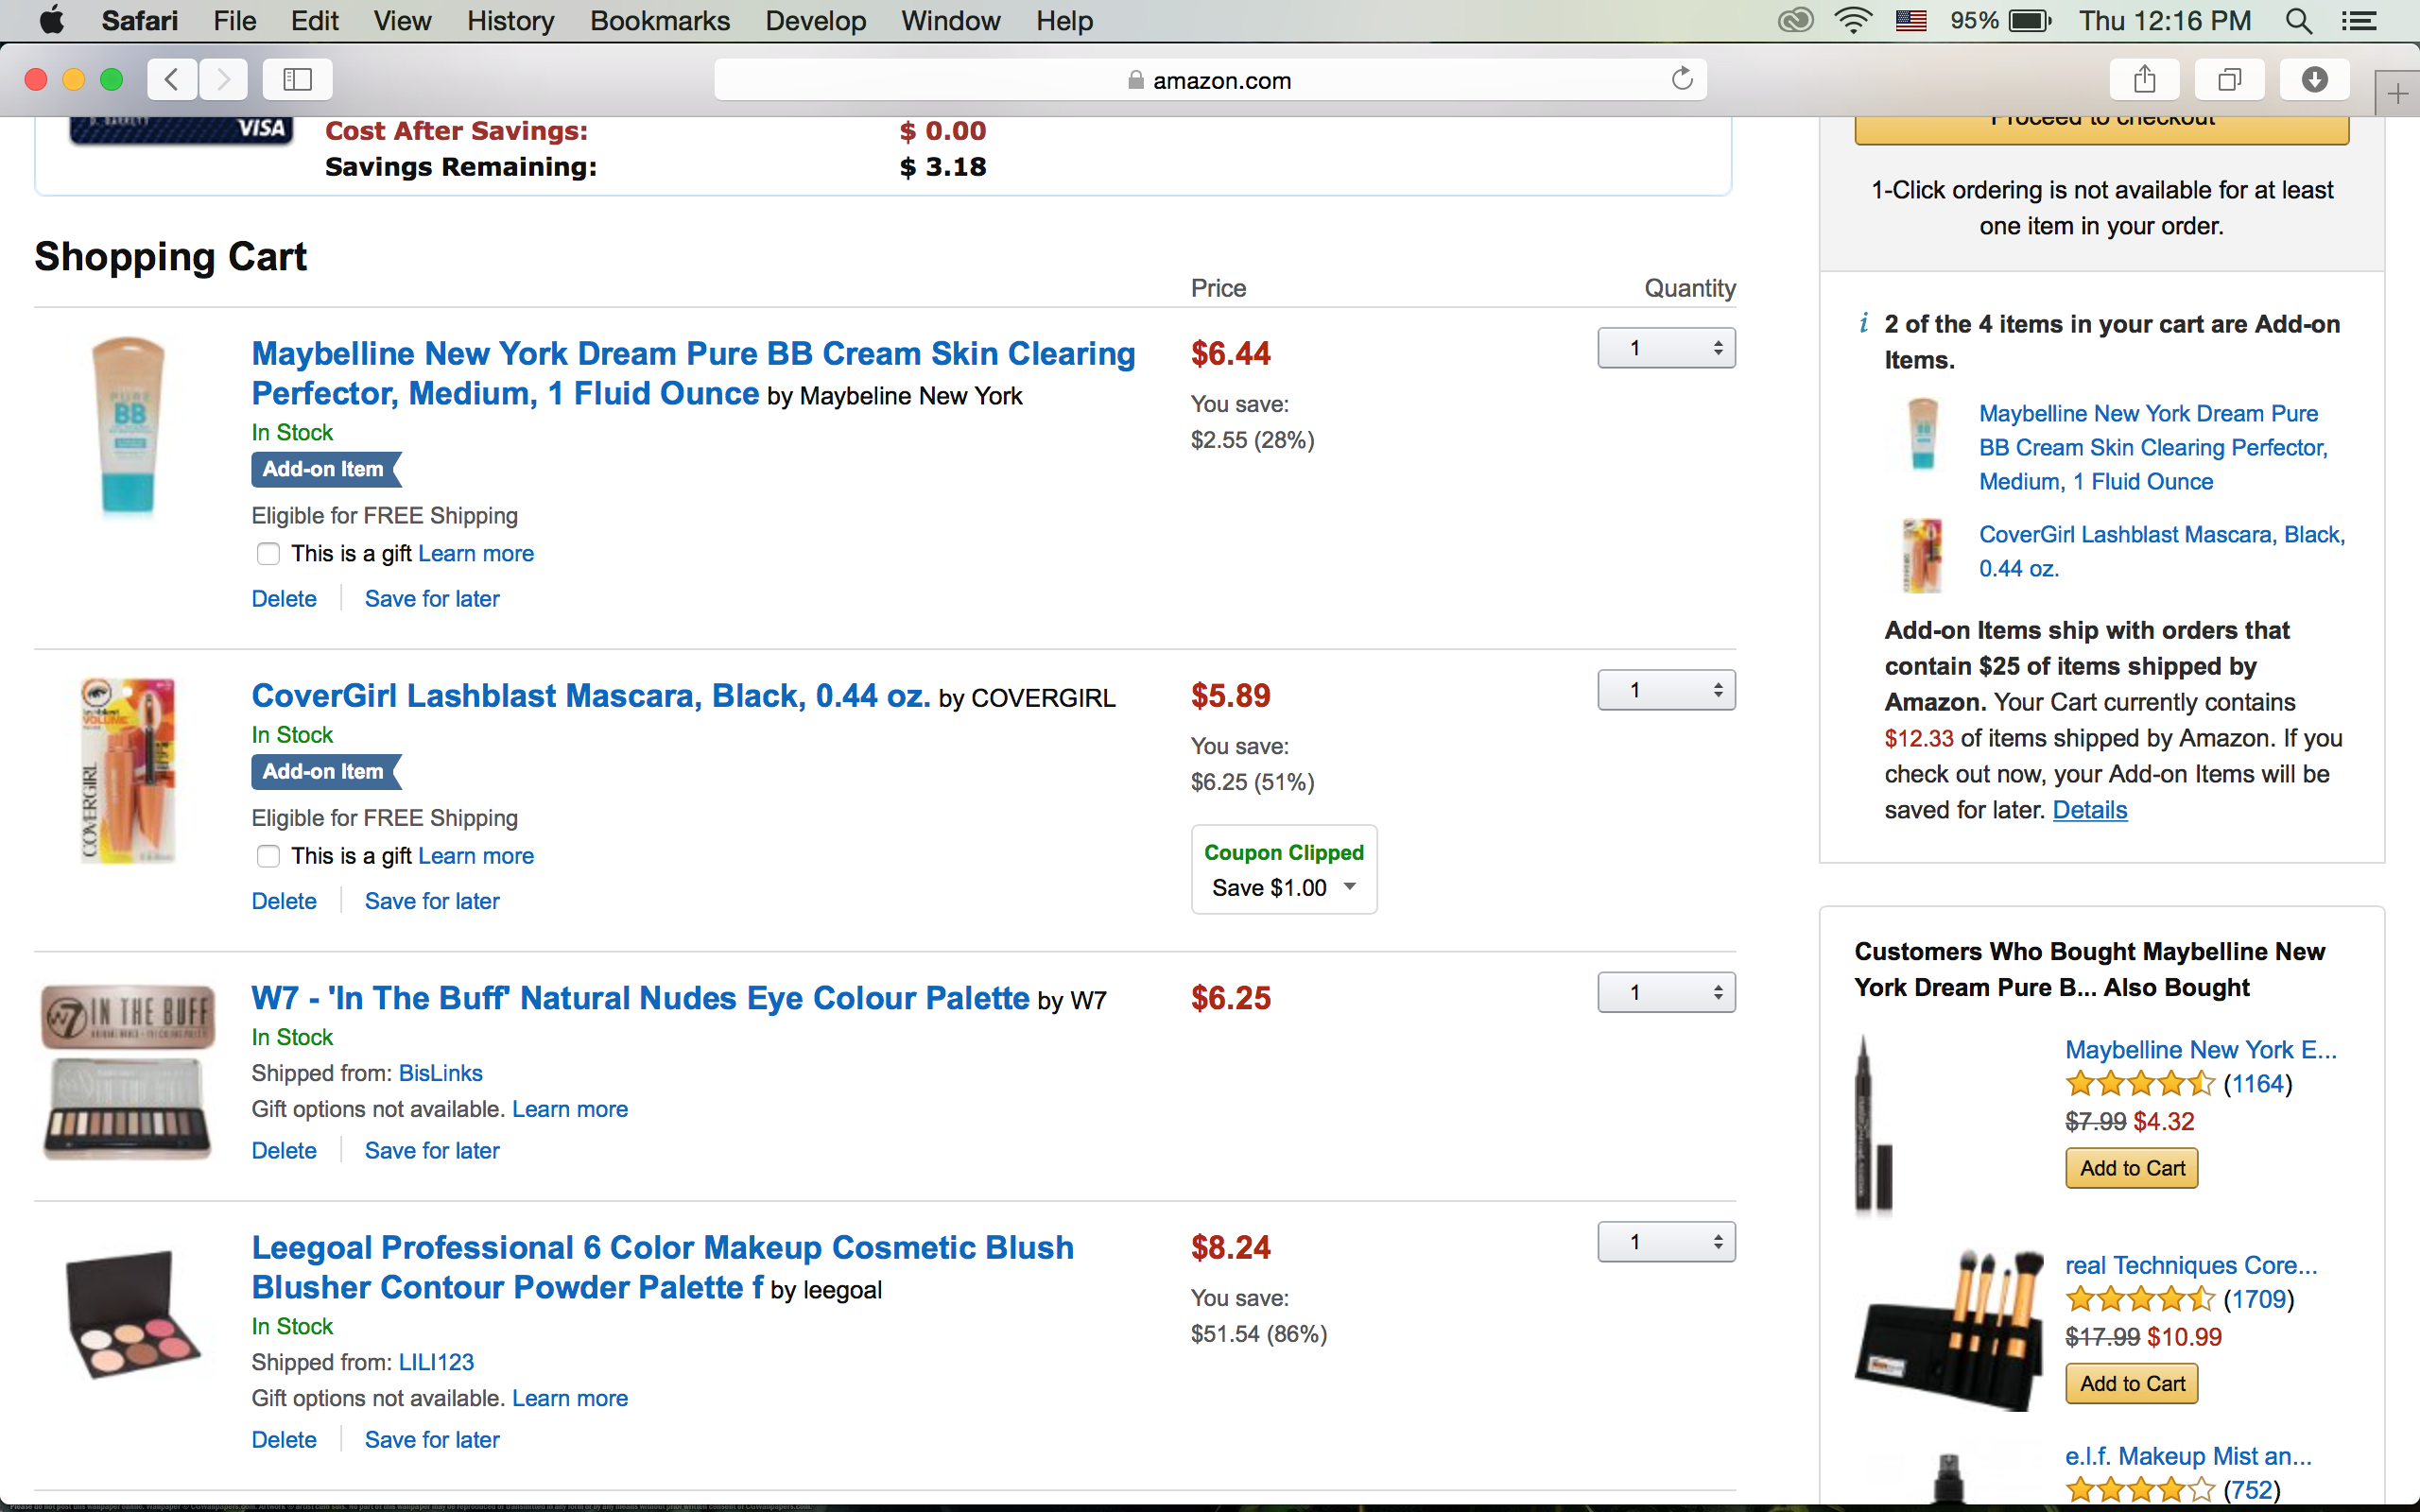 Safari File Edit View History Bookmarks Develop Window Help 95% Thu 12:16 PM
amazon.com
VISA
Cost After Savings: $ 0.00
Savings Remaining: $ 3.18
Shopping Cart
Price Quantity
Maybelline New York Dream Pure BB Cream Skin Clearing
Perfector, Medium, 1 Fluid Ounce by Maybeline New York
In Stock
Add-on Item
Eligible for FREE Shipping
This is a gift Learn more
Delete Save for later
$6.44
You save:
$2.55 (28%)
1
PURE
BB
CoverGirl Lashblast Mascara, Black, 0.44 oz. by COVERGIRL
In Stock
Add-on Item
Eligible for FREE Shipping
This is a gift Learn more
Delete Save for later
$5.89
You save:
$6.25 (51%)
Coupon Clipped
Save $1.00
1
COVERGIRL
W7 - 'In The Buff' Natural Nudes Eye Colour Palette by W7
In Stock
Shipped from: BisLinks
Gift options not available. Learn more
Delete Save for later
$6.25
1
W7 IN THE BUFF
Leegoal Professional 6 Color Makeup Cosmetic Blush
Blusher Contour Powder Palette f by leegoal
In Stock
Shipped from: LILI123
Gift options not available. Learn more
Delete Save for later
$8.24
You save:
$51.54 (86%)
1
Proceed to checkout
1-Click ordering is not available for at least
one item in your order.
i 2 of the 4 items in your cart are Add-on
Items.
Maybelline New York Dream Pure
BB Cream Skin Clearing Perfector,
Medium, 1 Fluid Ounce
CoverGirl Lashblast Mascara, Black,
0.44 oz.
Add-on Items ship with orders that
contain $25 of items shipped by
Amazon. Your Cart currently contains
$12.33 of items shipped by Amazon. If you
check out now, your Add-on Items will be
saved for later. Details
Customers Who Bought Maybelline New
York Dream Pure B... Also Bought
Maybelline New York E...
(1164)
$7.99 $4.32
Add to Cart
real Techniques Core...
(1709)
$17.99 $10.99
Add to Cart
e.l.f. Makeup Mist an...
(752)